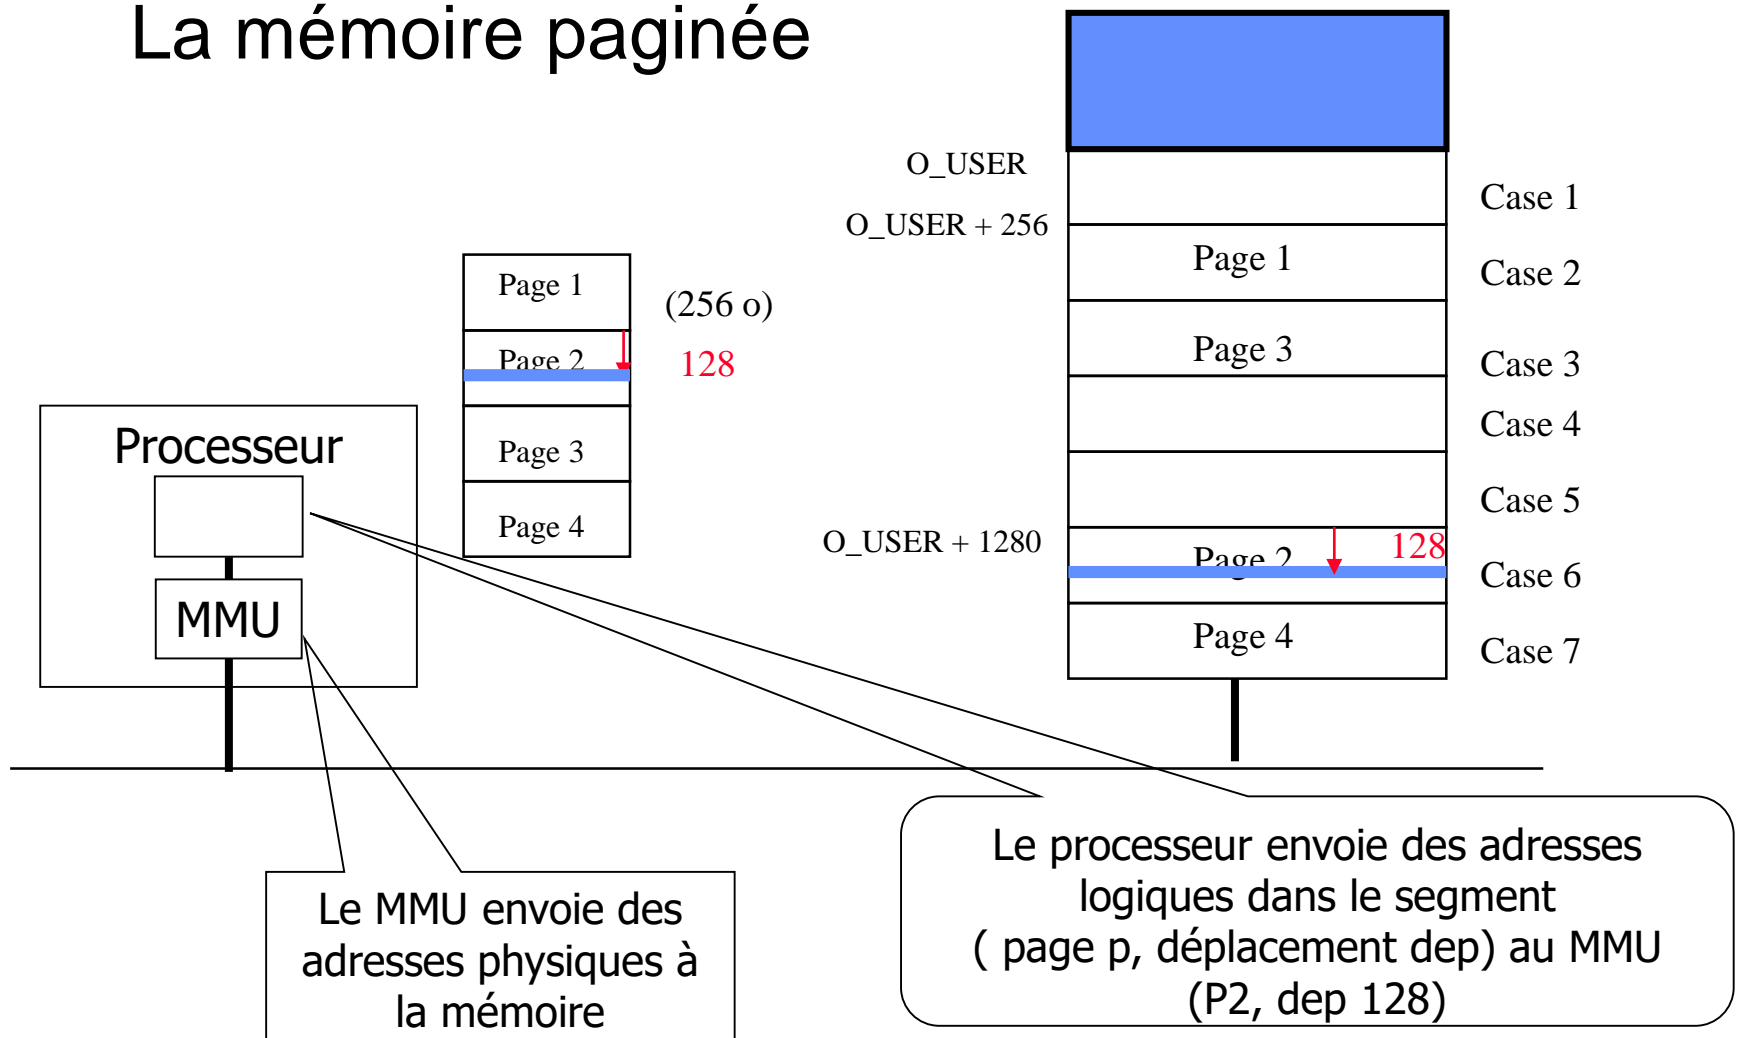 La mémoire paginée
O_USER
Case 1
O_USER + 256
Page 1
Case 2
Page 1
(256 o)
Page 3
Case 3
Page 2
128
Case 4
Processeur
Page 3
Case 5
Page 4
O_USER + 1280
Page 2
128
Case 6
MMU
Page 4
Case 7
Le processeur envoie des adresses
logiques dans le segment
( page p, déplacement dep) au MMU
(P2, dep 128)
Le MMU envoie des
adresses physiques à
la mémoire